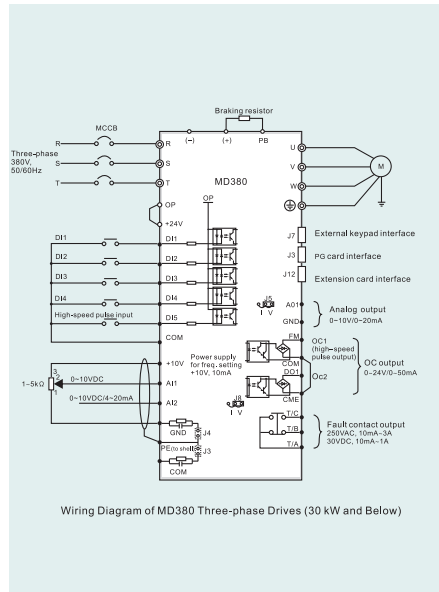 Braking resistor
MCCB
(−) (+) PB
R R
Three-phase
380V,
50/60Hz
S S
T T
U
V
W
M
MD380
OP
+24V
OP
DI1 DI1
DI2 DI2
DI3 DI3
DI4 DI4
High-speed pulse input DI5
COM
J7 External keypad interface
J3 PG card interface
J12 Extension card interface
J5
I V
A01
GND
Analog output
0~10V/0~20mA
+10V
Power supply
for freq. setting
+10V, 10mA
FM
COM
OC1
(high-speed
pulse output)
DO1
Oc2
CME
OC output
0~24V/0~50mA
1~5kΩ
3
2
1
0~10VDC AI1
0~10VDC/4~20mA AI2
J8
I V
GND
J4
PE(to shell)
J3
COM
T/C
T/B
T/A
Fault contact output
250VAC, 10mA~3A
30VDC, 10mA~1A
Wiring Diagram of MD380 Three-phase Drives (30 kW and Below)